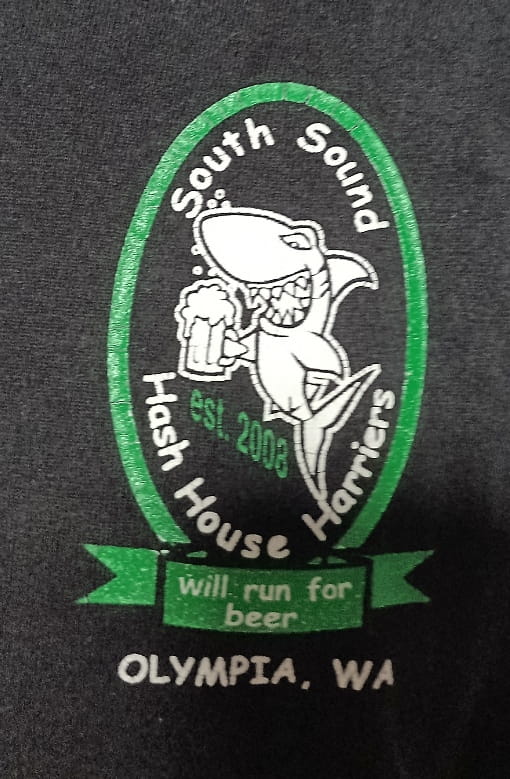 South Sound
est. 2008
Hash House Harriers
will run for
beer
OLYMPIA, WA